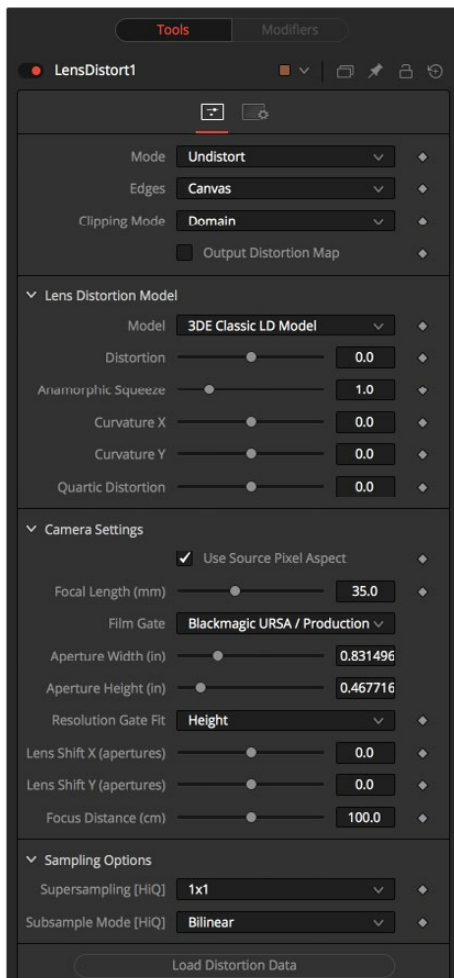 Tools Modifiers
LensDistort1
Mode Undistort
Edges Canvas
Clipping Mode Domain
Output Distortion Map
Lens Distortion Model
Model 3DE Classic LD Model
Distortion 0.0
Anamorphic Squeeze 1.0
Curvature X 0.0
Curvature Y 0.0
Quartic Distortion 0.0
Camera Settings
Use Source Pixel Aspect
Focal Length (mm) 35.0
Film Gate Blackmagic URSA / Production
Aperture Width (in) 0.831496
Aperture Height (in) 0.467716
Resolution Gate Fit Height
Lens Shift X (apertures) 0.0
Lens Shift Y (apertures) 0.0
Focus Distance (cm) 100.0
Sampling Options
Supersampling [HiQ] 1x1
Subsample Mode [HiQ] Bilinear
Load Distortion Data